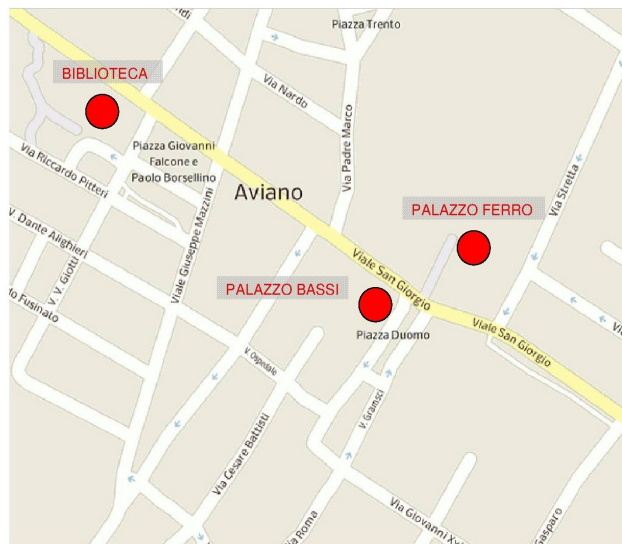 Piazza Trento
BIBLIOTECA
Via Nardo
Via Padre Marco
Piazza Giovanni
Falcone e
Paolo Borsellino
Via Riccardo Pitteri
Aviano
Via Stretta
PALAZZO FERRO
V. Dante Alighieri
Viale Giuseppe Mazzini
V. V. Giotti
Viale San Giorgio
PALAZZO BASSI
Piazza Duomo
Viale San Giorgio
Fusinato
V. Ospedale
V. Gramsci
Via Cesare Battisti
Via Roma
Via Giovanni
Gasparo